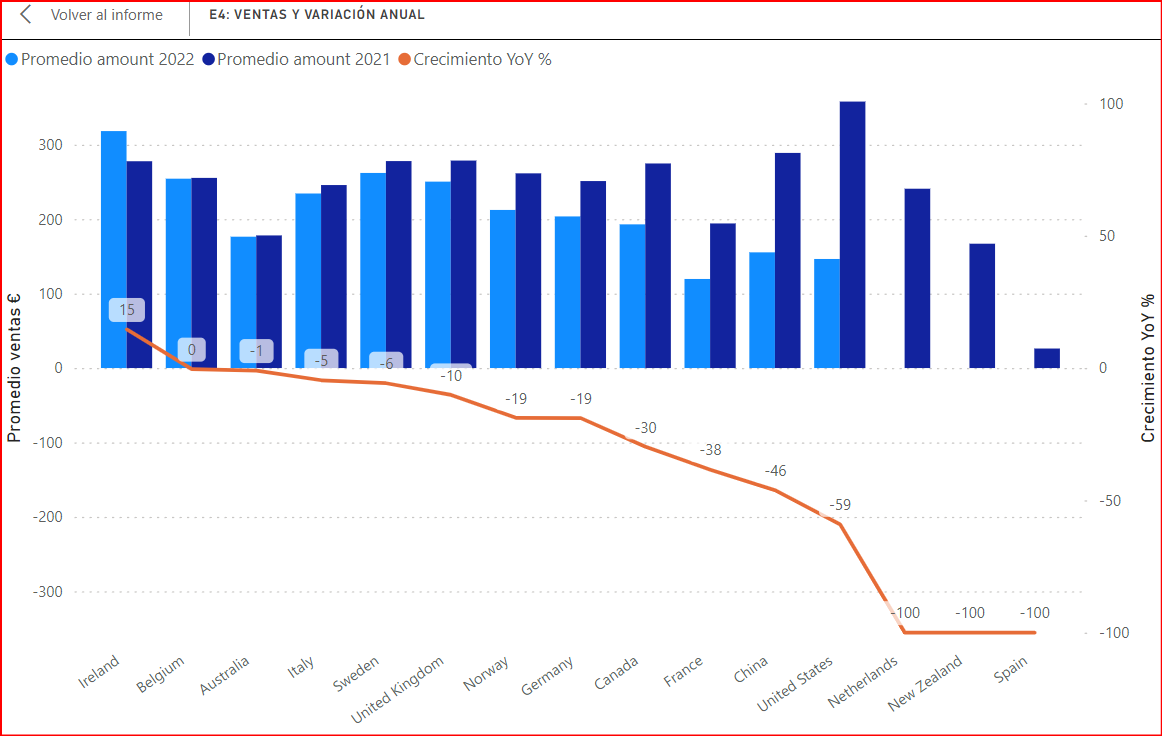 Volver al informe
E4: VENTAS Y VARIACIÓN ANUAL
Promedio amount 2022 Promedio amount 2021 Crecimiento YoY %
Promedio ventas €
300
200
100
0
-100
-200
-300
15
0
-1
-5
-6
-10
-19
-19
-30
-38
-46
-59
-100
-100
-100
100
50
0
-50
-100
Crecimiento YoY %
Ireland
Belgium
Australia
Italy
Sweden
United Kingdom
Norway
Germany
Canada
France
China
United States
Netherlands
New Zealand
Spain